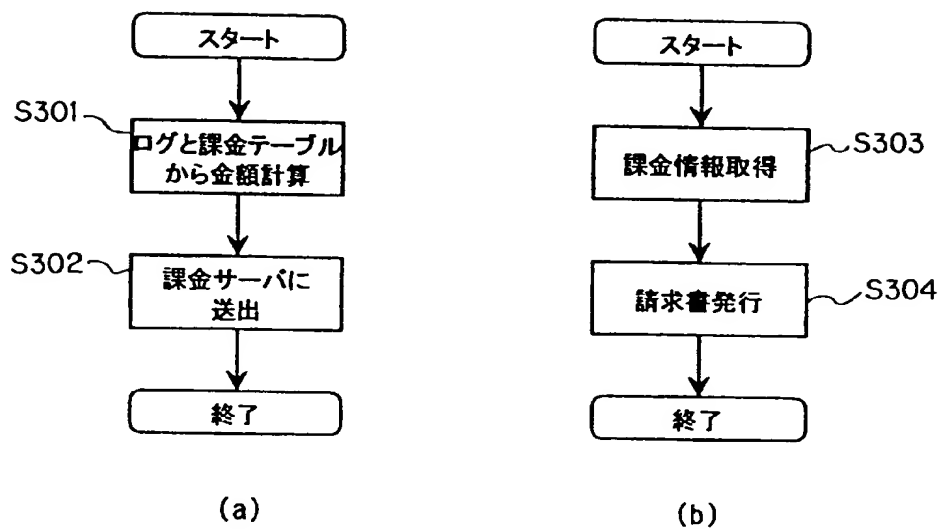 スタート
S301
ログと課金テーブル
から金額計算
S302
課金サーバに
送出
終了
(a)
スタート
課金情報取得
S303
請求書発行
S304
終了
(b)